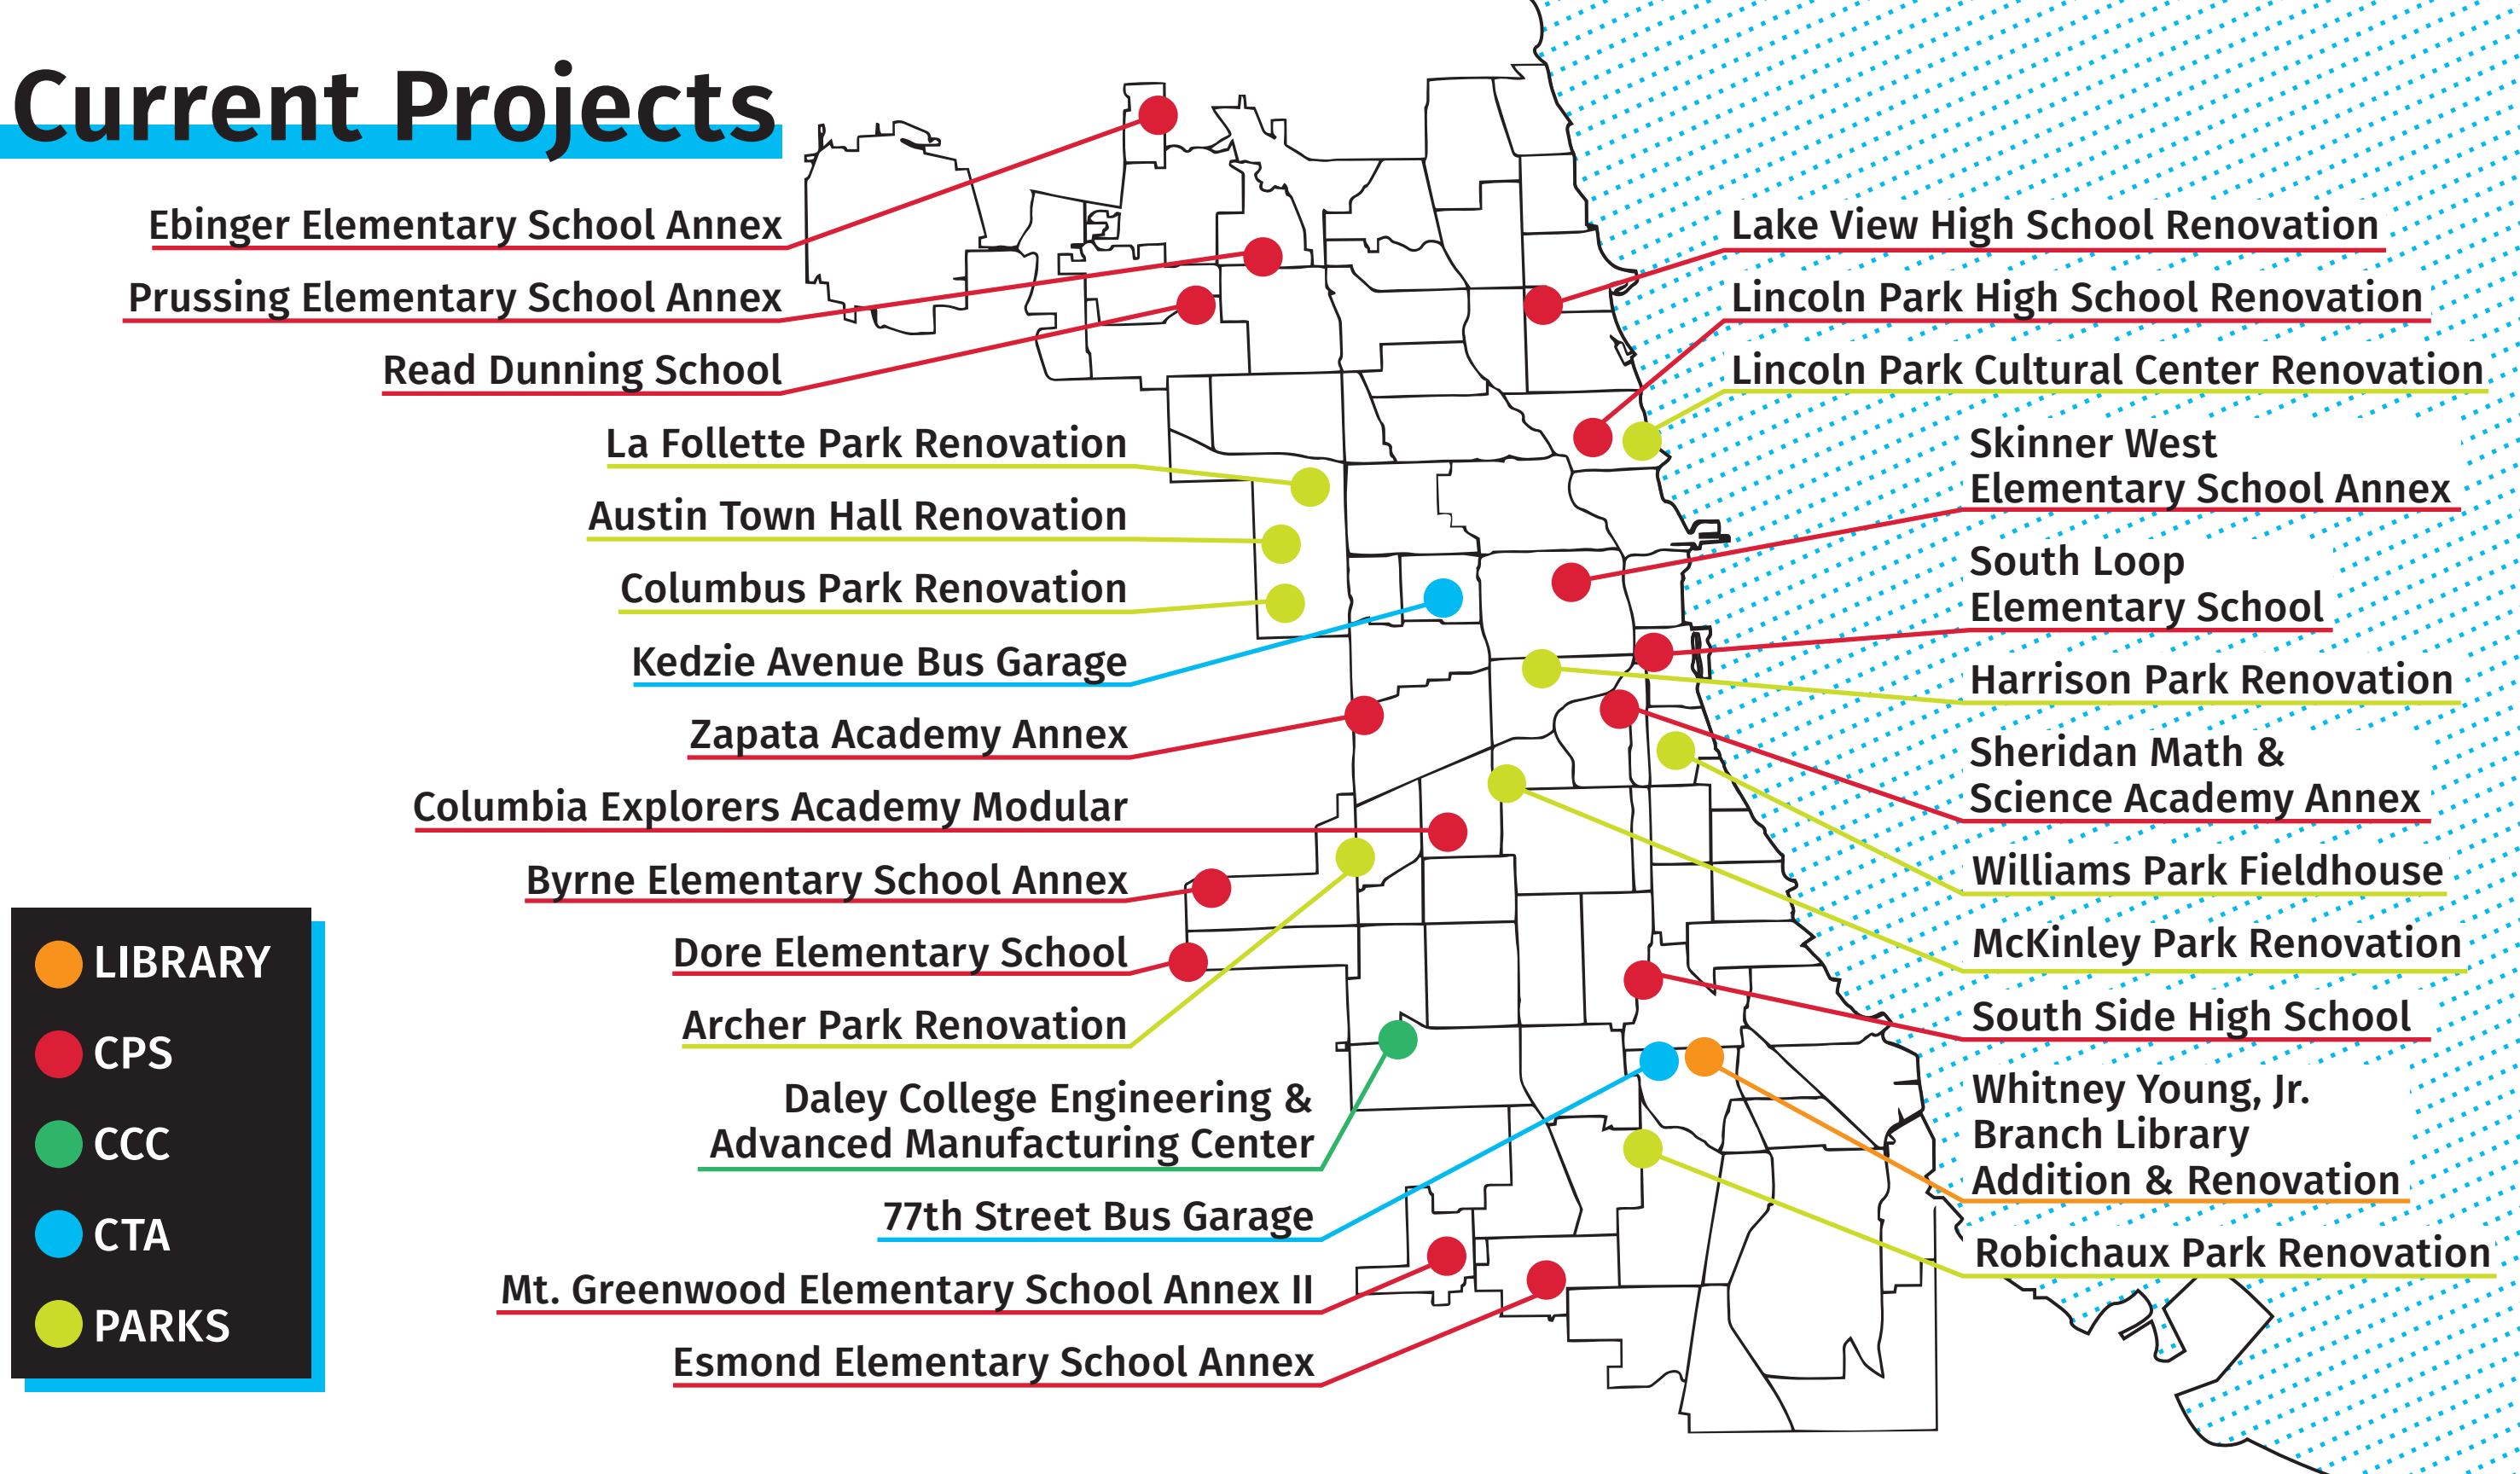 Current Projects
Ebinger Elementary School Annex
Prussing Elementary School Annex
Read Dunning School
La Follette Park Renovation
Austin Town Hall Renovation
Columbus Park Renovation
Kedzie Avenue Bus Garage
Zapata Academy Annex
Columbia Explorers Academy Modular
Byrne Elementary School Annex
Dore Elementary School
Archer Park Renovation
Daley College Engineering &
Advanced Manufacturing Center
77th Street Bus Garage
Mt. Greenwood Elementary School Annex II
Esmond Elementary School Annex
Lake View High School Renovation
Lincoln Park High School Renovation
Lincoln Park Cultural Center Renovation
Skinner West
Elementary School Annex
South Loop
Elementary School
Harrison Park Renovation
Sheridan Math &
Science Academy Annex
Williams Park Fieldhouse
McKinley Park Renovation
South Side High School
Whitney Young, Jr.
Branch Library
Addition & Renovation
Robichaux Park Renovation
LIBRARY
CPS
CCC
CTA
PARKS